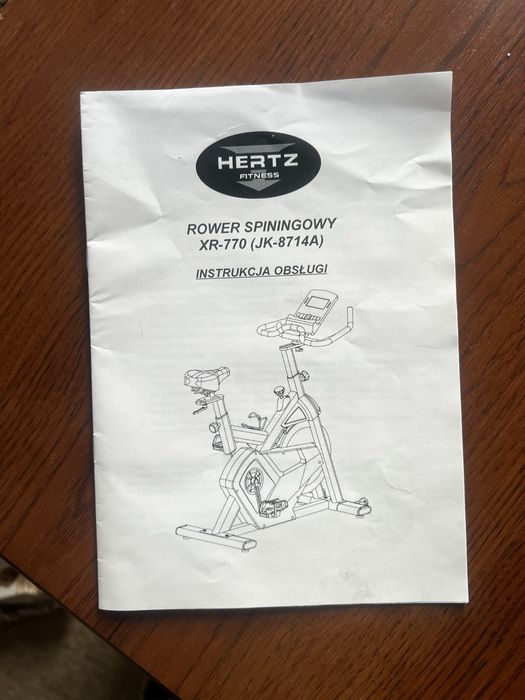 HERTZ
FITNESS
ROWER SPININGOWY
XR-770 (JK-8714A)
INSTRUKCJA OBSŁUGI